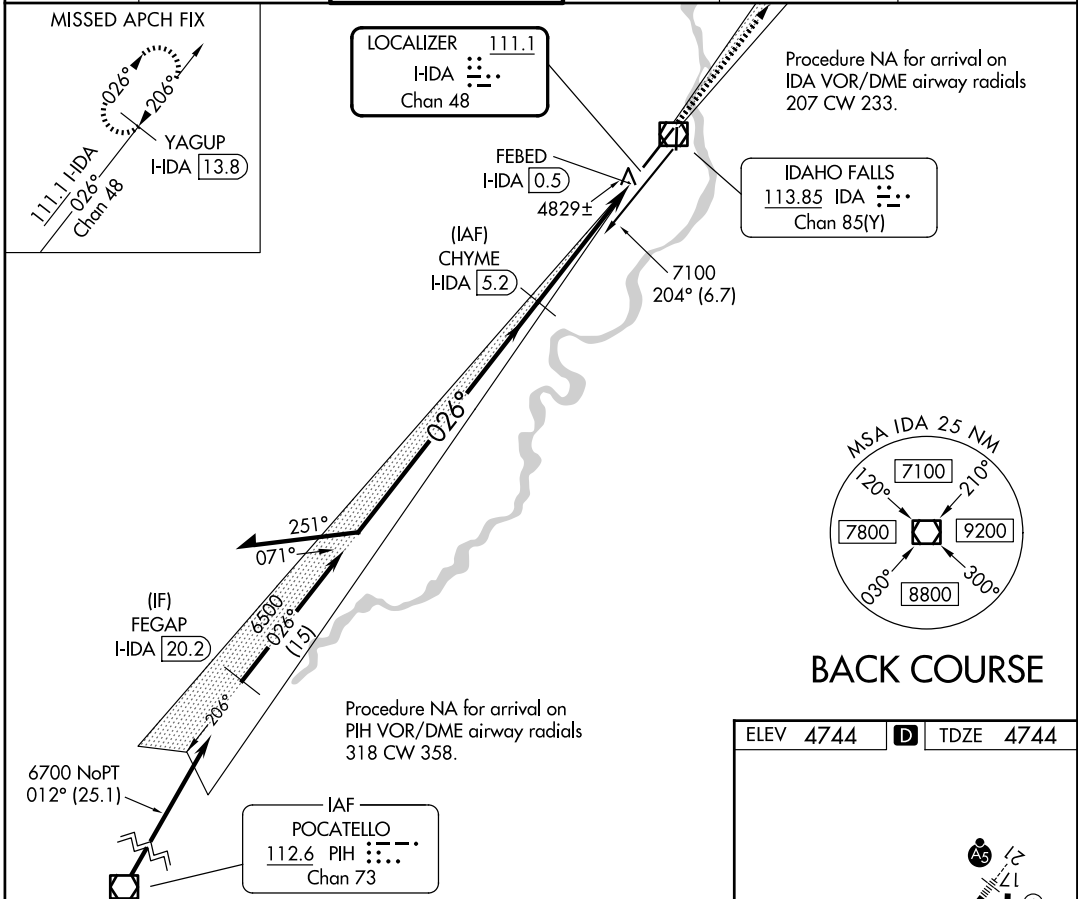 MISSED APCH FIX
026°
206°
YAGUP
I-IDA 13.8
111.1 I-IDA
026°
Chan 48
LOCALIZER 111.1
I-IDA
Chan 48
Procedure NA for arrival on
IDA VOR/DME airway radials
207 CW 233.
FEBED
I-IDA 0.5
4829±
IDAHO FALLS
113.85 IDA
Chan 85(Y)
(IAF)
CHYME
I-IDA 5.2
7100
204° (6.7)
026°
MSA IDA 25 NM
120°
7100
210°
7800
9200
030°
8800
300°
251°
071°
(IF)
FEGAP
I-IDA 20.2
6500
026°
(15)
206°
BACK COURSE
Procedure NA for arrival on
PIH VOR/DME airway radials
318 CW 358.
6700 NoPT
012° (25.1)
IAF
POCATELLO
112.6 PIH
Chan 73
ELEV 4744 D TDZE 4744
A5
21
17